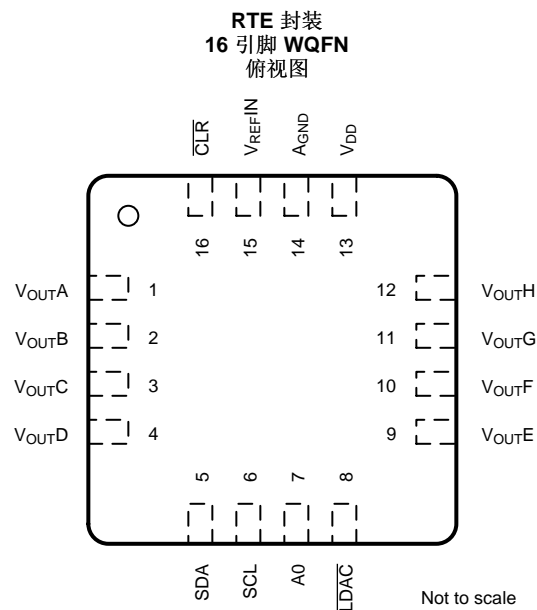 RTE 封装
16 引脚 WQFN
俯视图
CLR VREFIN AGND VDD
16 15 14 13
VOUTA 1 12 VOUTH
VOUTB 2 11 VOUTG
VOUTC 3 10 VOUTF
VOUTD 4 9 VOUTE
5 6 7 8
SDA SCL A0 LDAC
Not to scale